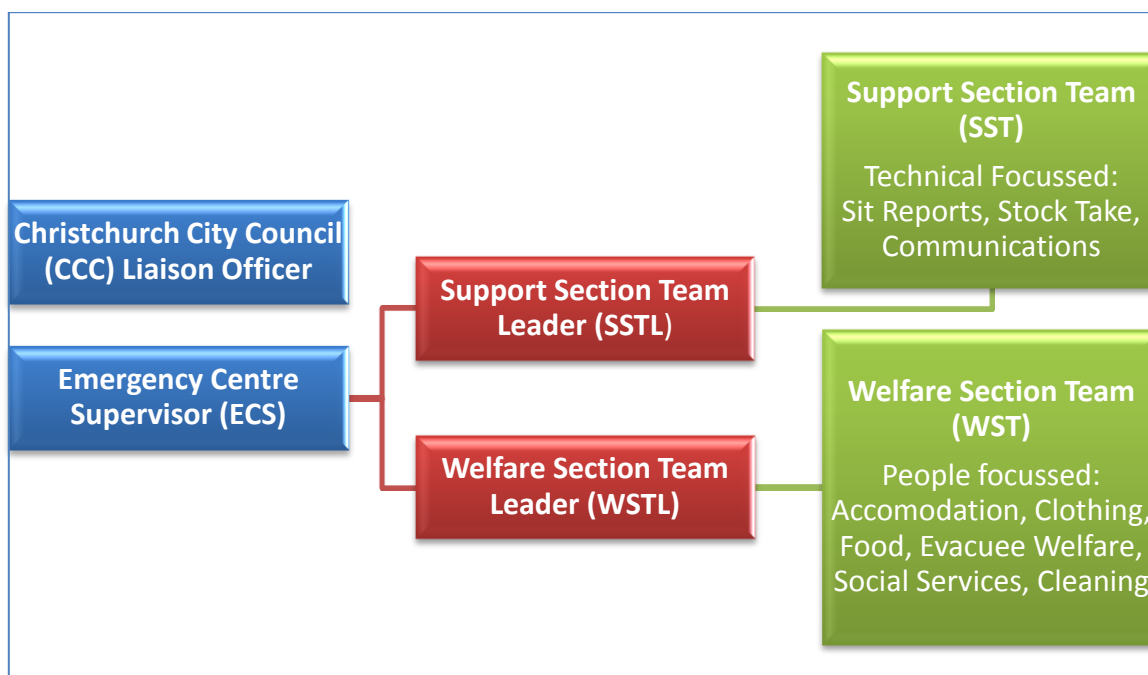 Christchurch City Council
(CCC) Liaison Officer
Emergency Centre
Supervisor (ECS)
Support Section Team
Leader (SSTL)
Welfare Section Team
Leader (WSTL)
Support Section Team
(SST)
Technical Focussed:
Sit Reports, Stock Take,
Communications
Welfare Section Team
(WST)
People focussed:
Accomodation, Clothing,
Food, Evacuee Welfare,
Social Services, Cleaning